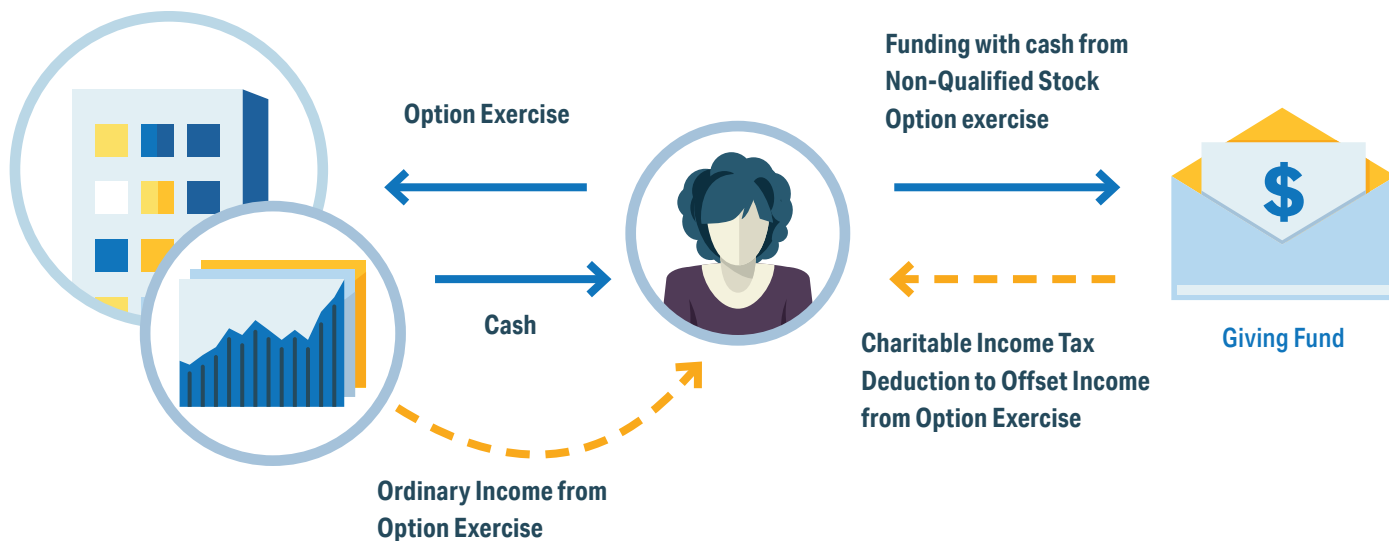 Option Exercise
Cash
Ordinary Income from
Option Exercise
Funding with cash from
Non-Qualified Stock
Option exercise
$
Charitable Income Tax
Deduction to Offset Income
from Option Exercise
Giving Fund